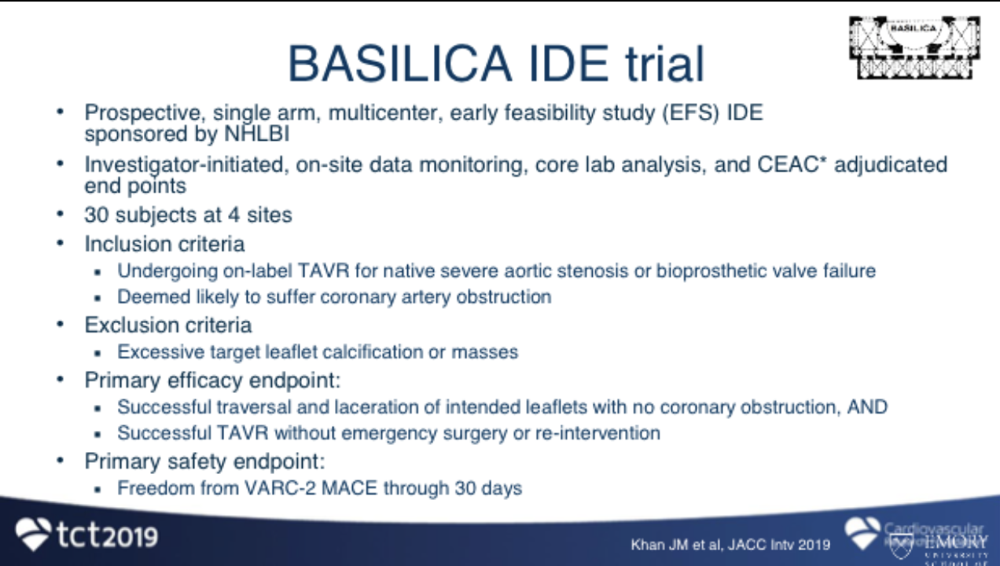 BASILICA
BASILICA IDE trial
• Prospective, single arm, multicenter, early feasibility study (EFS) IDE
sponsored by NHLBI
• Investigator-initiated, on-site data monitoring, core lab analysis, and CEAC* adjudicated
end points
• 30 subjects at 4 sites
• Inclusion criteria
▪ Undergoing on-label TAVR for native severe aortic stenosis or bioprosthetic valve failure
▪ Deemed likely to suffer coronary artery obstruction
• Exclusion criteria
▪ Excessive target leaflet calcification or masses
• Primary efficacy endpoint:
▪ Successful traversal and laceration of intended leaflets with no coronary obstruction, AND
▪ Successful TAVR without emergency surgery or re-intervention
• Primary safety endpoint:
▪ Freedom from VARC-2 MACE through 30 days
tct2019
Khan JM et al, JACC Intv 2019
Cardiovascular
EMORY
UNIVERSITY
SCHOOL OF